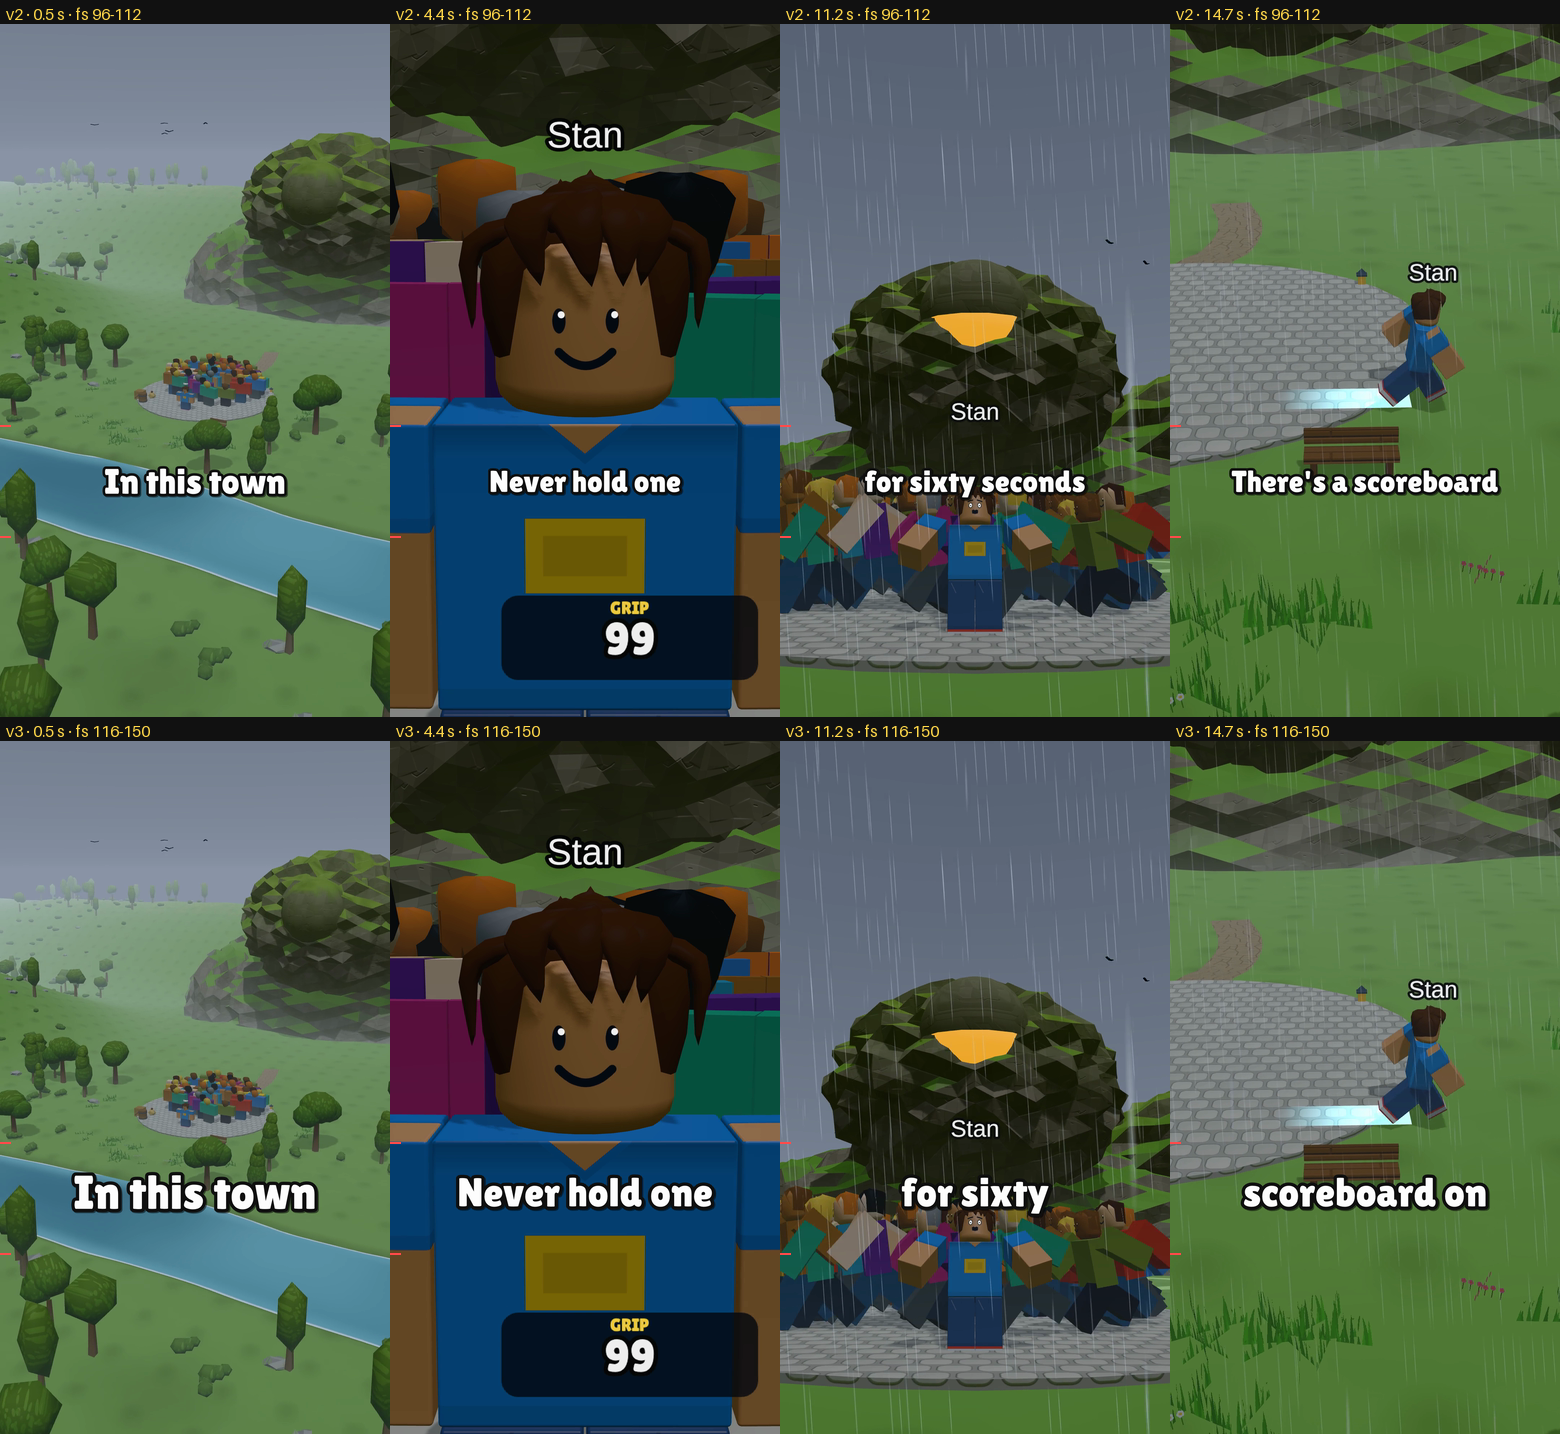 v2 · 0.5 s · fs 96-112
In this town
v2 · 4.4 s · fs 96-112
Stan
Never hold one
GRIP
99
v2 · 11.2 s · fs 96-112
Stan
for sixty seconds
v2 · 14.7 s · fs 96-112
Stan
There's a scoreboard
v3 · 0.5 s · fs 116-150
In this town
v3 · 4.4 s · fs 116-150
Stan
Never hold one
GRIP
99
v3 · 11.2 s · fs 116-150
Stan
for sixty
v3 · 14.7 s · fs 116-150
Stan
scoreboard on